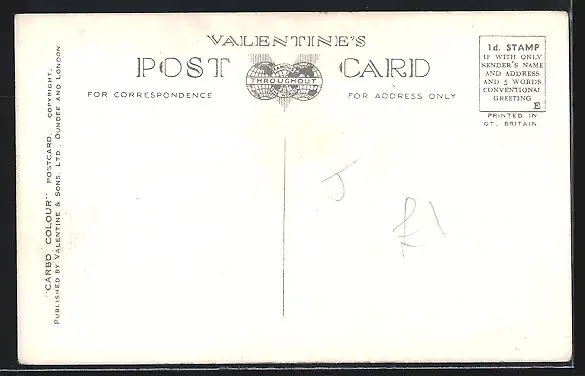 VALENTINE'S
POST CARD
THROUGHOUT
FOR CORRESPONDENCE
FOR ADDRESS ONLY
1d. STAMP
IF WITH ONLY
SENDER'S NAME
AND ADDRESS
AND 5 WORDS
CONVENTIONAL
GREETING
E
PRINTED IN
GT. BRITAIN
"CARBO COLOUR" POSTCARD. COPYRIGHT.
PUBLISHED BY VALENTINE & SONS, LTD., DUNDEE AND LONDON
J
£1